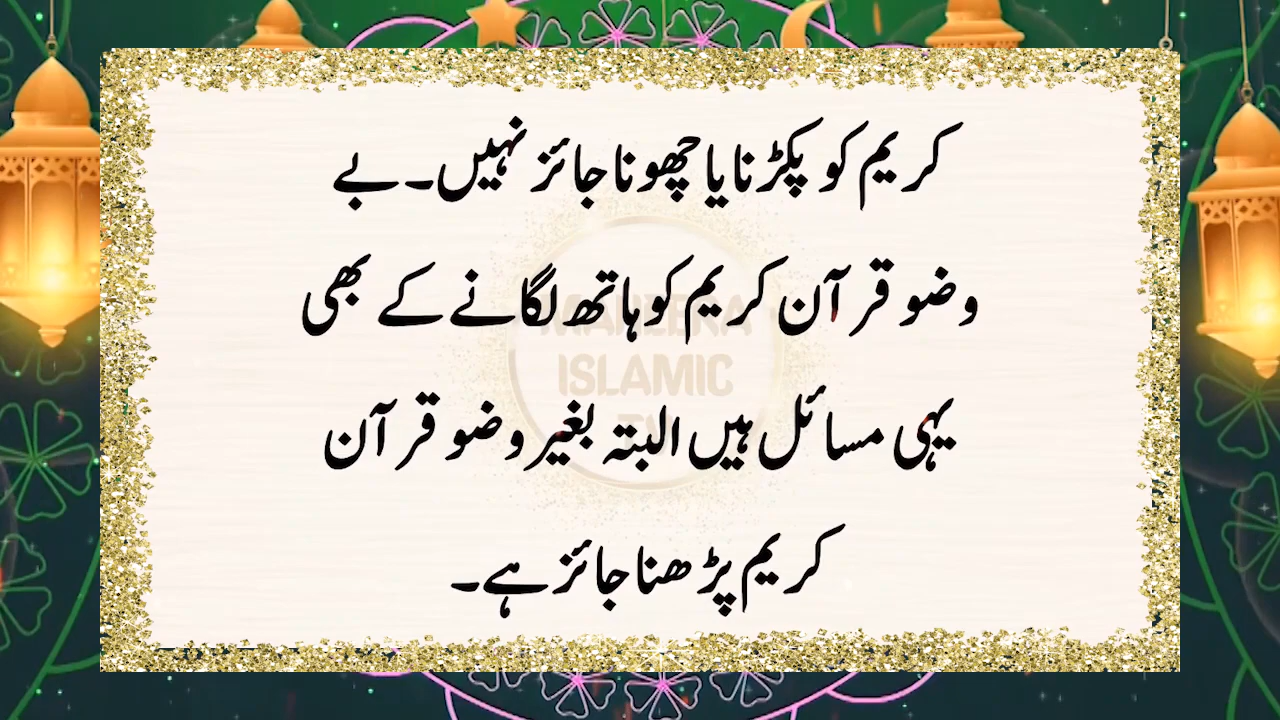 کریم کو پکڑنا یا چھونا جائز نہیں۔ بے
وضو قرآن کریم کو ہاتھ لگانے کے بھی
یہی مسائل ہیں البتہ بغیر وضو قرآن
کریم پڑھنا جائز ہے۔
ISLAMIC